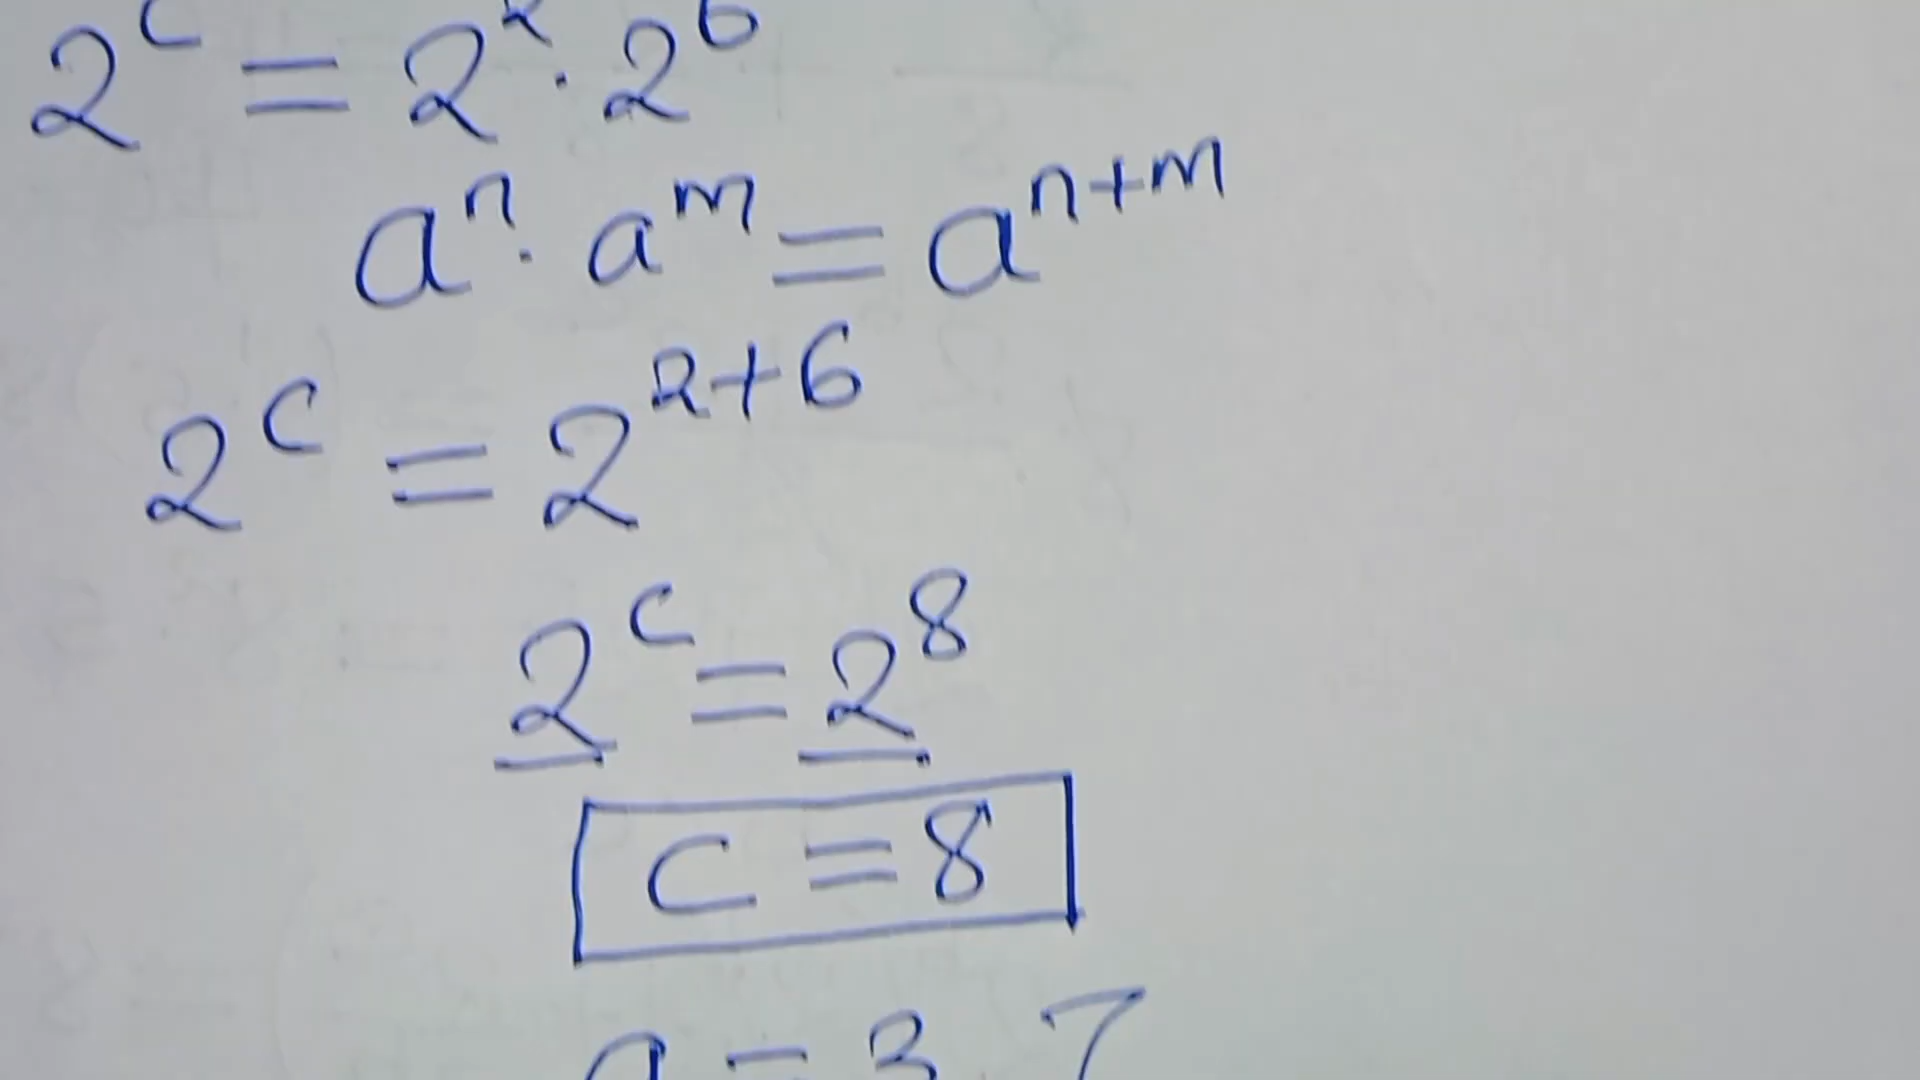 2^c = 2^2 · 2^6
a^n · a^m = a^{n+m}
2^c = 2^{2+6}
2^c = 2^8
c = 8